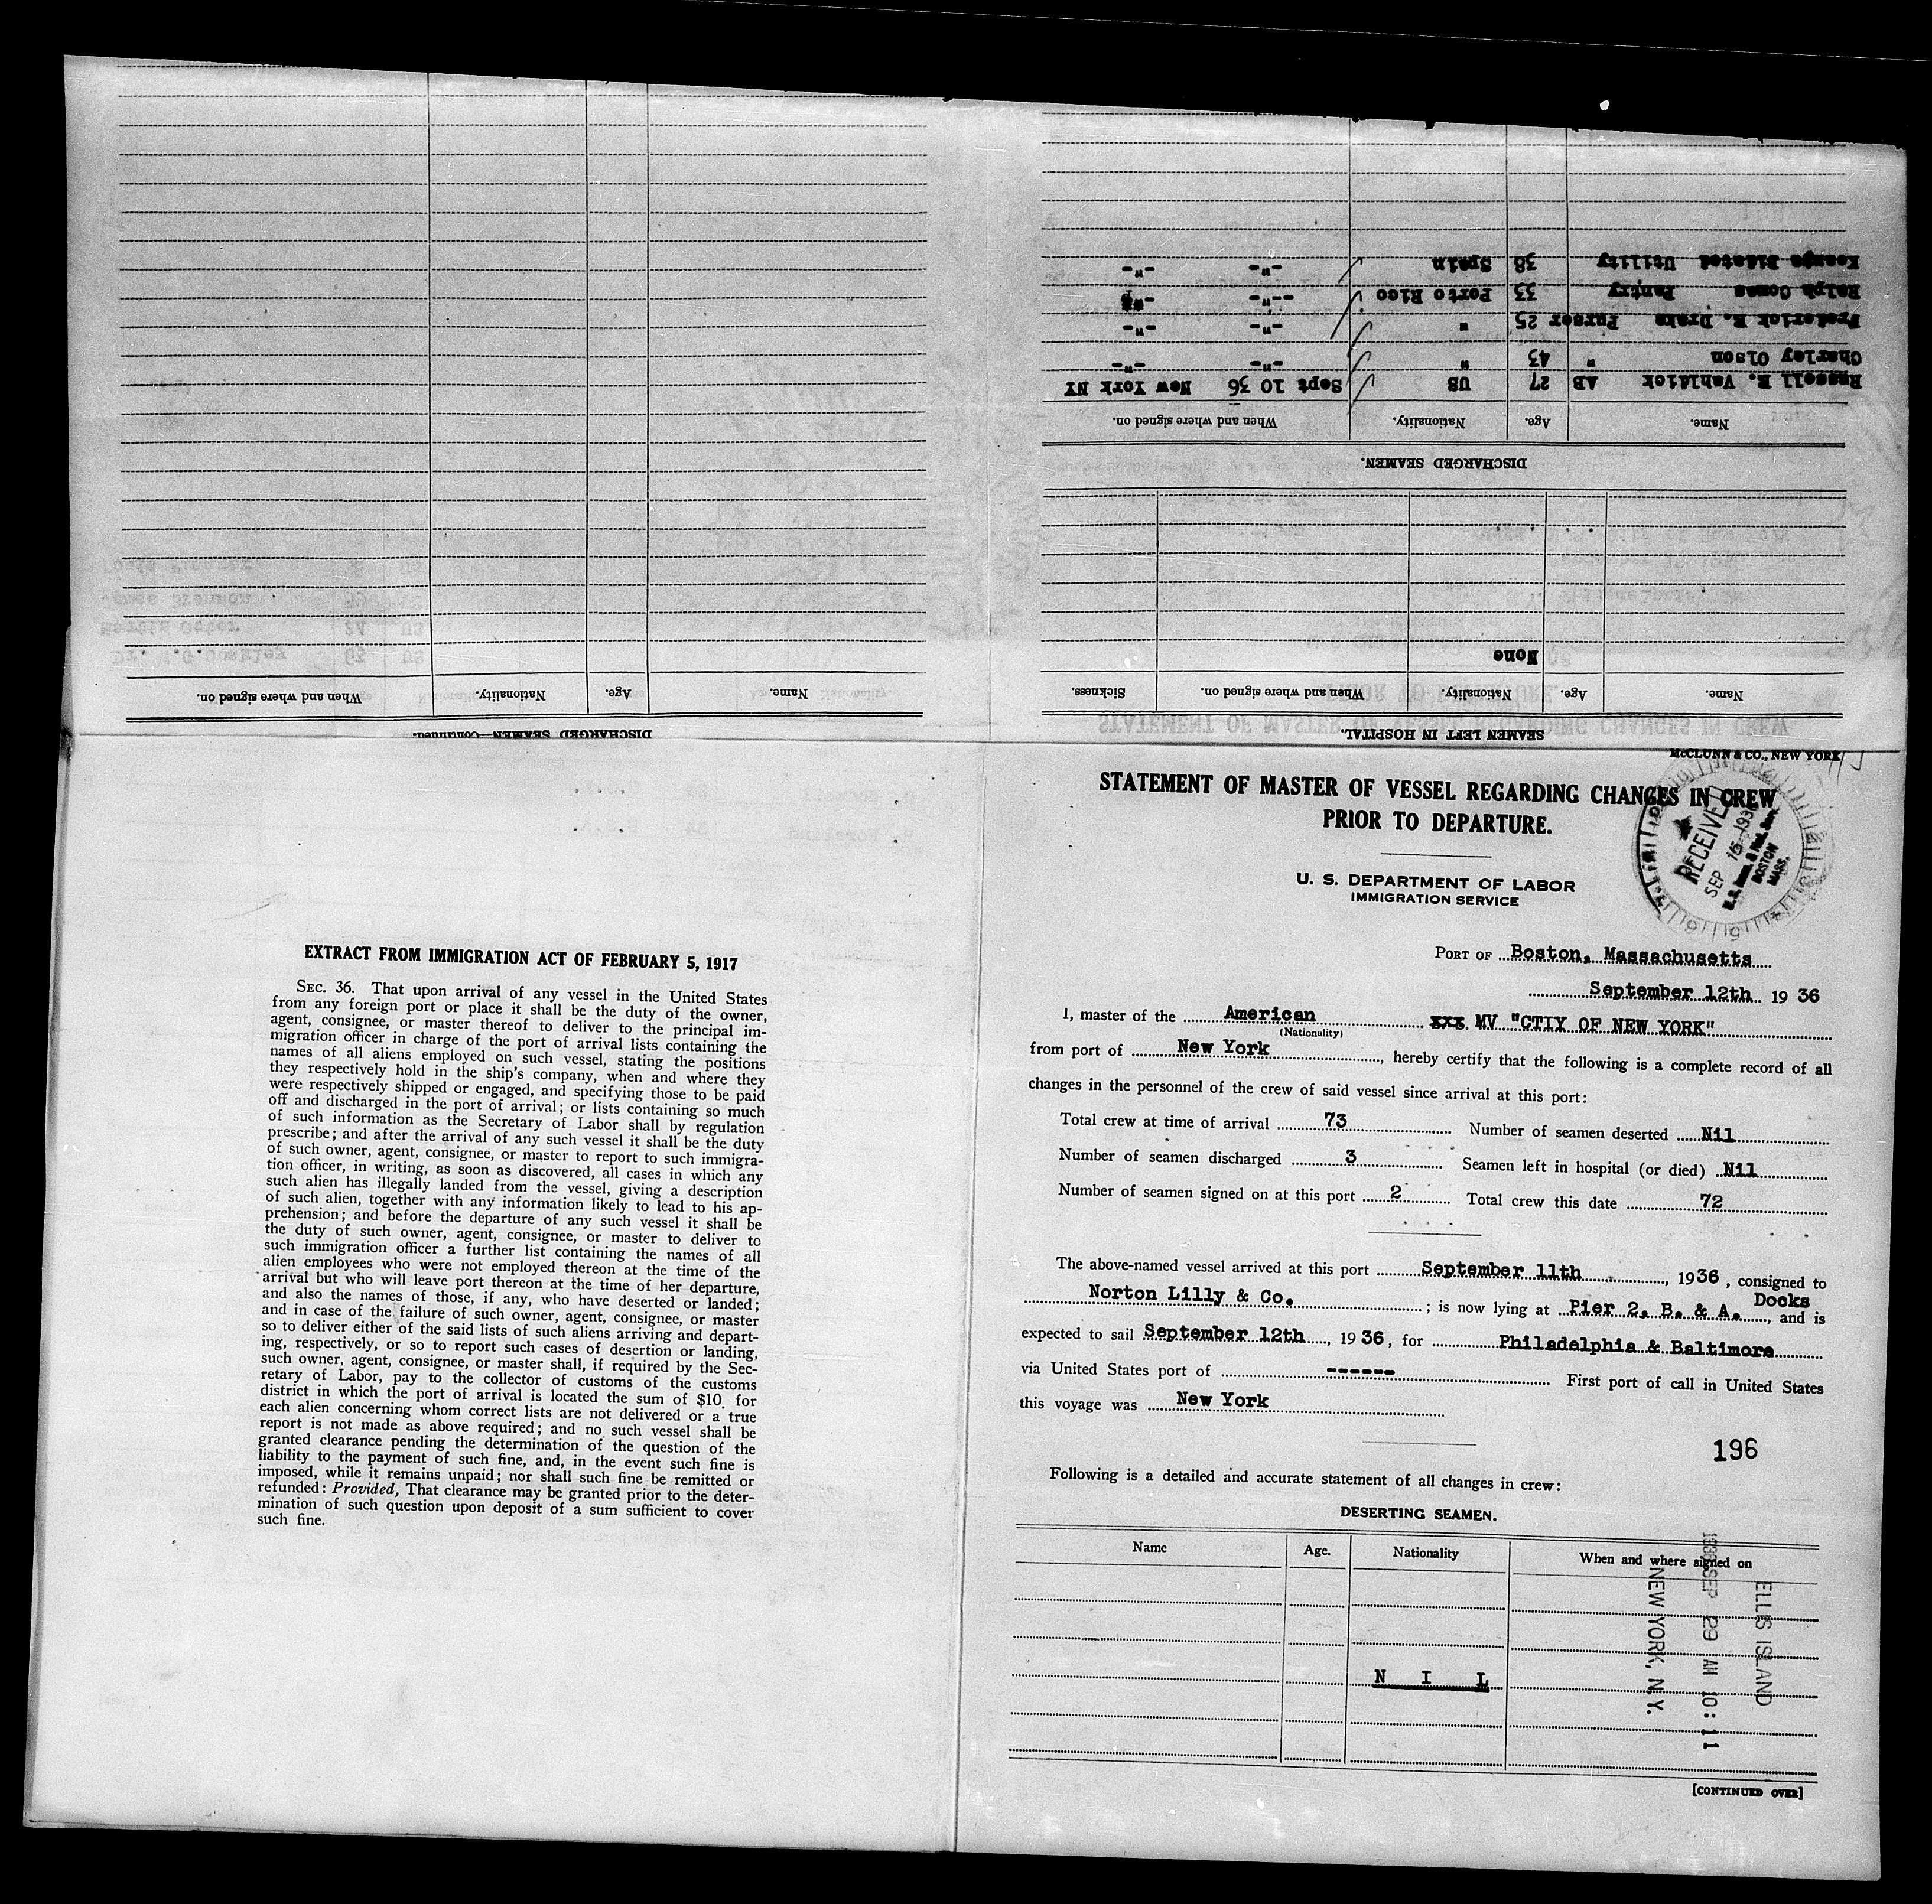 SEAMEN LEFT IN HOSPITAL.
Name. Age. Nationality. When and where signed on. Sickness.
None
DISCHARGED SEAMEN.
Name. Age. Nationality. When and where signed on.
Russell E. Vahldick AB 27 US Sept 10 36 New York NY
Charley Olson " 43 " -"- -"-
Frederick E. Drake Purser 25 " -"- -"-
Ralph Comas Pantry 33 Porto Rico --"- -"-
Utility 38 Spain -"- -"-
DISCHARGED SEAMEN—Continued.
Name. Age. Nationality. When and where signed on.
McCLUNN & CO., NEW YORK
STATEMENT OF MASTER OF VESSEL REGARDING CHANGES IN CREW
PRIOR TO DEPARTURE.
U. S. DEPARTMENT OF LABOR
IMMIGRATION SERVICE
RECEIVED
SEP 15 1936
BOSTON
MASS.
PORT OF Boston, Massachusetts
September 12th 1936
I, master of the American xxx MV "CTIY OF NEW YORK"
(Nationality)
from port of New York, hereby certify that the following is a complete record of all
changes in the personnel of the crew of said vessel since arrival at this port:
Total crew at time of arrival 73 Number of seamen deserted Nil
Number of seamen discharged 3 Seamen left in hospital (or died) Nil
Number of seamen signed on at this port 2 Total crew this date 72
The above-named vessel arrived at this port September 11th, 1936, consigned to
Norton Lilly & Co.; is now lying at Pier 2, B. & A. Docks, and is
expected to sail September 12th, 1936, for Philadelphia & Baltimore
via United States port of ------ First port of call in United States
this voyage was New York
196
Following is a detailed and accurate statement of all changes in crew:
DESERTING SEAMEN.
Name Age. Nationality When and where signed on
N I L
ELLIS ISLAND
1936 SEP 29 AM 10:11
NEW YORK, N.Y.
[CONTINUED OVER]
EXTRACT FROM IMMIGRATION ACT OF FEBRUARY 5, 1917
SEC. 36. That upon arrival of any vessel in the United States
from any foreign port or place it shall be the duty of the owner,
agent, consignee, or master thereof to deliver to the principal im-
migration officer in charge of the port of arrival lists containing the
names of all aliens employed on such vessel, stating the positions
they respectively hold in the ship's company, when and where they
were respectively shipped or engaged, and specifying those to be paid
off and discharged in the port of arrival; or lists containing so much
of such information as the Secretary of Labor shall by regulation
prescribe; and after the arrival of any such vessel it shall be the duty
of such owner, agent, consignee, or master to report to such immigra-
tion officer, in writing, as soon as discovered, all cases in which any
such alien has illegally landed from the vessel, giving a description
of such alien, together with any information likely to lead to his ap-
prehension; and before the departure of any such vessel it shall be
the duty of such owner, agent, consignee, or master to deliver to
such immigration officer a further list containing the names of all
alien employees who were not employed thereon at the time of the
arrival but who will leave port thereon at the time of her departure,
and also the names of those, if any, who have deserted or landed;
and in case of the failure of such owner, agent, consignee, or master
so to deliver either of the said lists of such aliens arriving and depart-
ing, respectively, or so to report such cases of desertion or landing,
such owner, agent, consignee, or master shall, if required by the Sec-
retary of Labor, pay to the collector of customs of the customs
district in which the port of arrival is located the sum of $10 for
each alien concerning whom correct lists are not delivered or a true
report is not made as above required; and no such vessel shall be
granted clearance pending the determination of the question of the
liability to the payment of such fine, and, in the event such fine is
imposed, while it remains unpaid; nor shall such fine be remitted or
refunded: Provided, That clearance may be granted prior to the deter-
mination of such question upon deposit of a sum sufficient to cover
such fine.